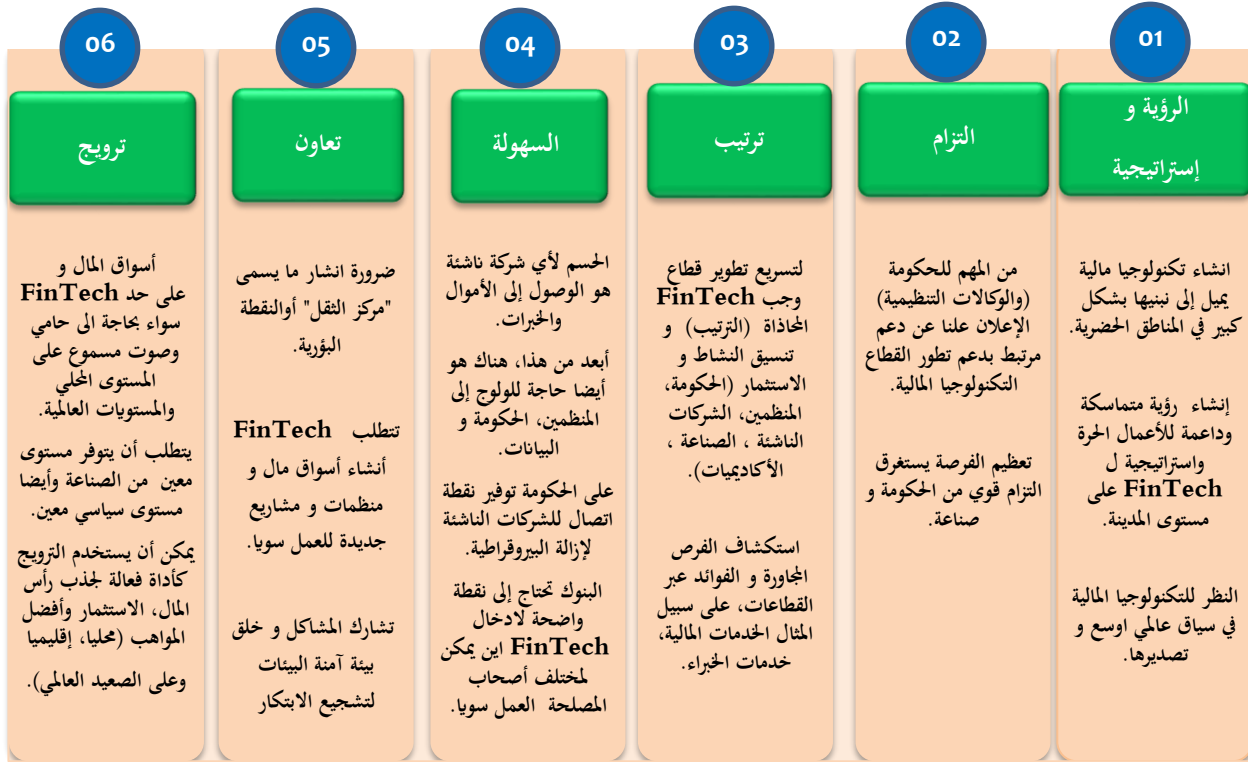 01
الرؤية و
إستراتيجية
انشاء تكنولوجيا مالية
يميل إلى نبنيها بشكل
كبير في المناطق الحضرية.
إنشاء رؤية متماسكة
وداعمة للأعمال الحرة
واستراتيجية ل
FinTech على
مستوى المدينة.
النظر للتكنولوجيا المالية
في سياق عالمي اوسع و
تصديرها.
02
التزام
من المهم للحكومة
(والوكالات التنظيمية)
الإعلان علنا عن دعم
مرتبط بدعم تطور القطاع
التكنولوجيا المالية.
تعظيم الفرصة يستغرق
التزام قوي من الحكومة و
صناعة.
03
ترتيب
لتسريع تطوير قطاع
FinTech وجب
المحاذاة (الترتيب) و
تنسيق النشاط و
الاستثمار (الحكومة،
المنظمين، الشركات
الناشئة ، الصناعة ،
الأكاديميات).
استكشاف الفرص
المجاورة و الفوائد عبر
القطاعات، على سبيل
المثال الخدمات المالية،
خدمات الخبراء.
04
السهولة
الحسم لأي شركة ناشئة
هو الوصول إلى الأموال
والخبرات.
أبعد من هذا، هناك هو
أيضا حاجة للولوج إلى
المنظمين، الحكومة و
البيانات.
على الحكومة توفير نقطة
اتصال للشركات الناشئة
لإزالة البيروقراطية.
البنوك تحتاج إلى نقطة
واضحة لادخال
FinTech اين يمكن
لمختلف أصحاب
المصلحة العمل سويا.
05
تعاون
ضرورة انشار ما يسمى
"مركز الثقل" أوالنقطة
البؤرية.
تتطلب FinTech
أنشاء أسواق مال و
منظمات و مشاريع
جديدة للعمل سويا.
تشارك المشاكل و خلق
بيئة آمنة البيئات
لتشجيع الابتكار
06
ترويج
أسواق المال و
FinTech على حد
سواء بحاجة الى حامي
وصوت مسموع على
المستوى المحلي
والمستويات العالمية.
يتطلب أن يتوفر مستوى
معين من الصناعة وأيضا
مستوى سياسي معين.
يمكن أن يستخدم الترويج
كأداة فعالة لجذب رأس
المال، الاستثمار وأفضل
المواهب (محليا، إقليميا
وعلى الصعيد العالمي).